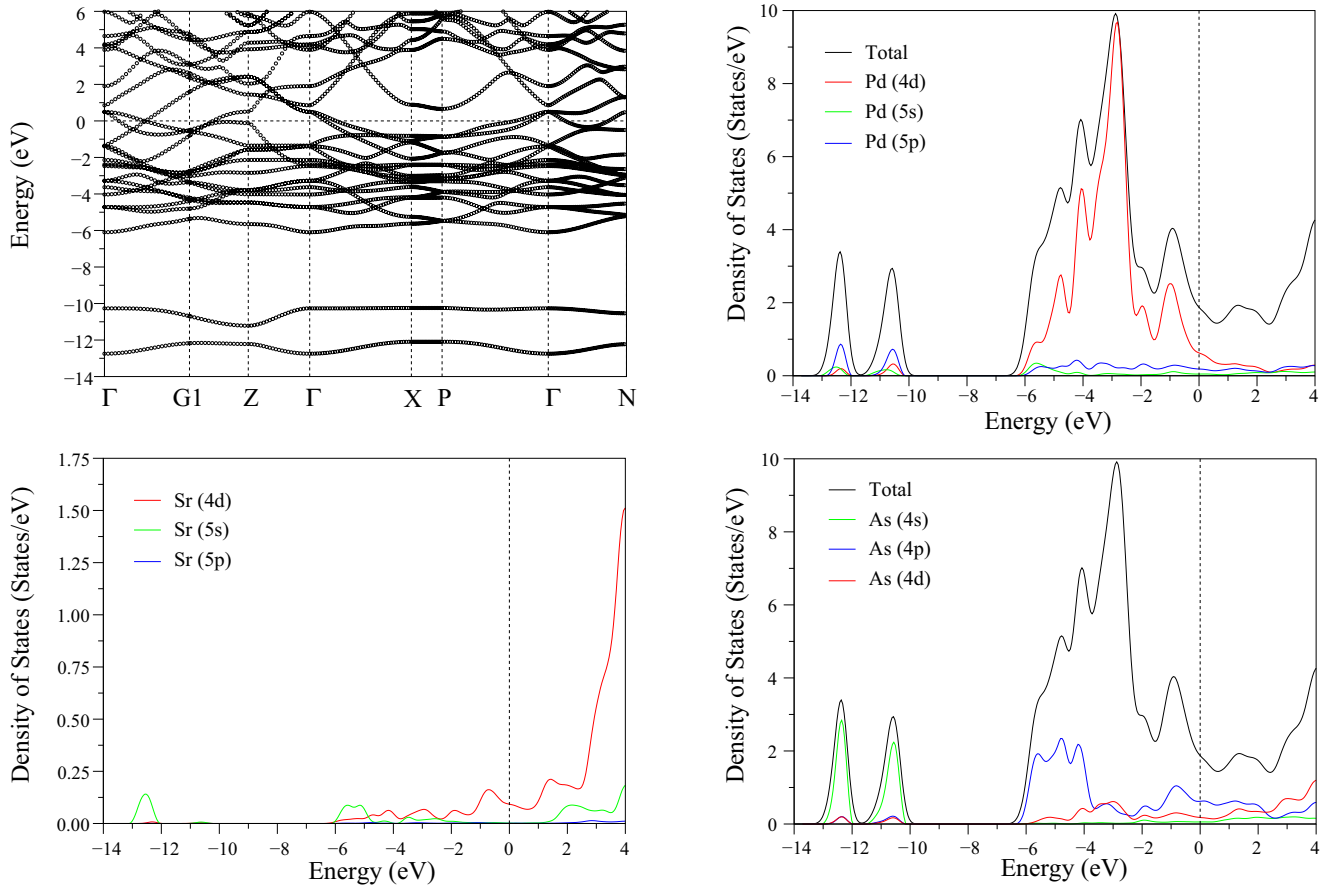 6
4
2
0
−2
−4
−6
−8
−10
−12
−14
Energy (eV)
Γ G1 Z Γ X P Γ N
10
8
6
4
2
0
Density of States (States/eV)
Total
Pd (4d)
Pd (5s)
Pd (5p)
−14 −12 −10 −8 −6 −4 −2 0 2 4
Energy (eV)
1.75
1.50
1.25
1.00
0.75
0.50
0.25
0.00
Density of States (States/eV)
Sr (4d)
Sr (5s)
Sr (5p)
−14 −12 −10 −8 −6 −4 −2 0 2 4
Energy (eV)
10
8
6
4
2
0
Density of States (States/eV)
Total
As (4s)
As (4p)
As (4d)
−14 −12 −10 −8 −6 −4 −2 0 2 4
Energy (eV)